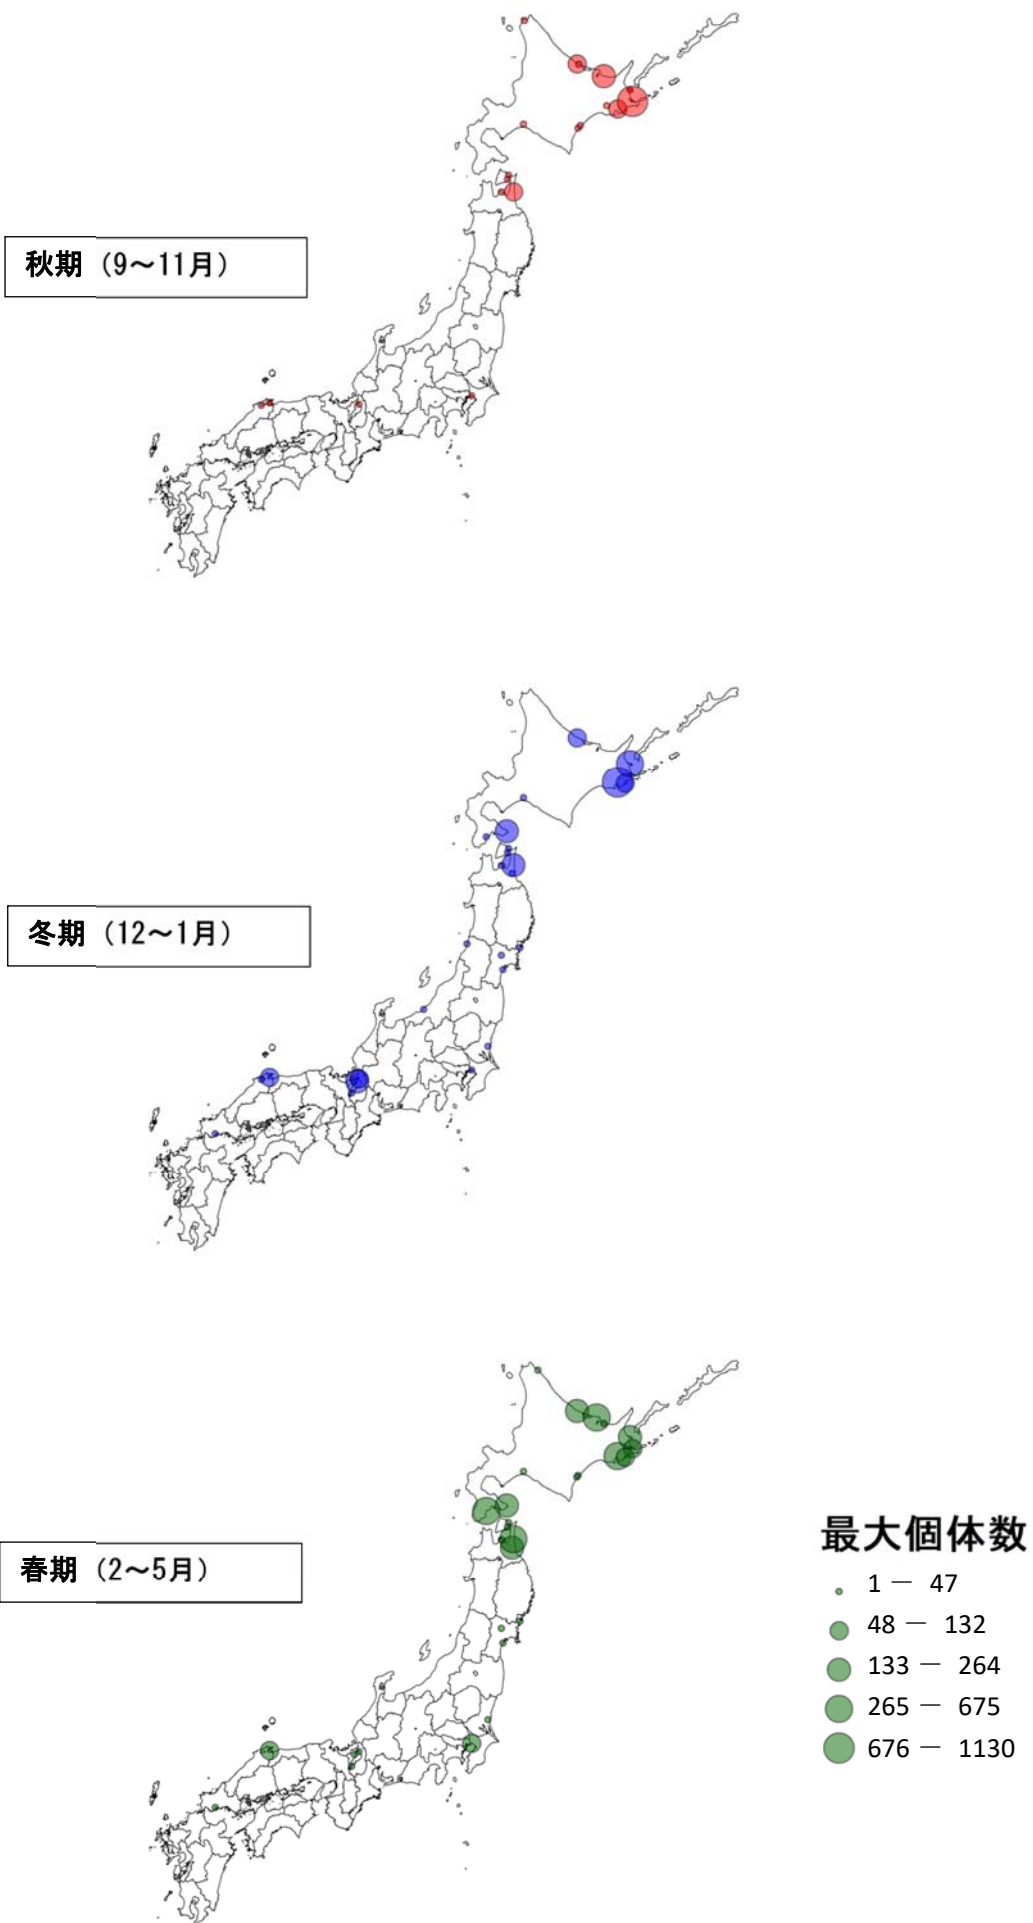 秋期（9～11月）
冬期（12～1月）
春期（2～5月）
最大個体数
1 － 47
48 － 132
133 － 264
265 － 675
676 － 1130